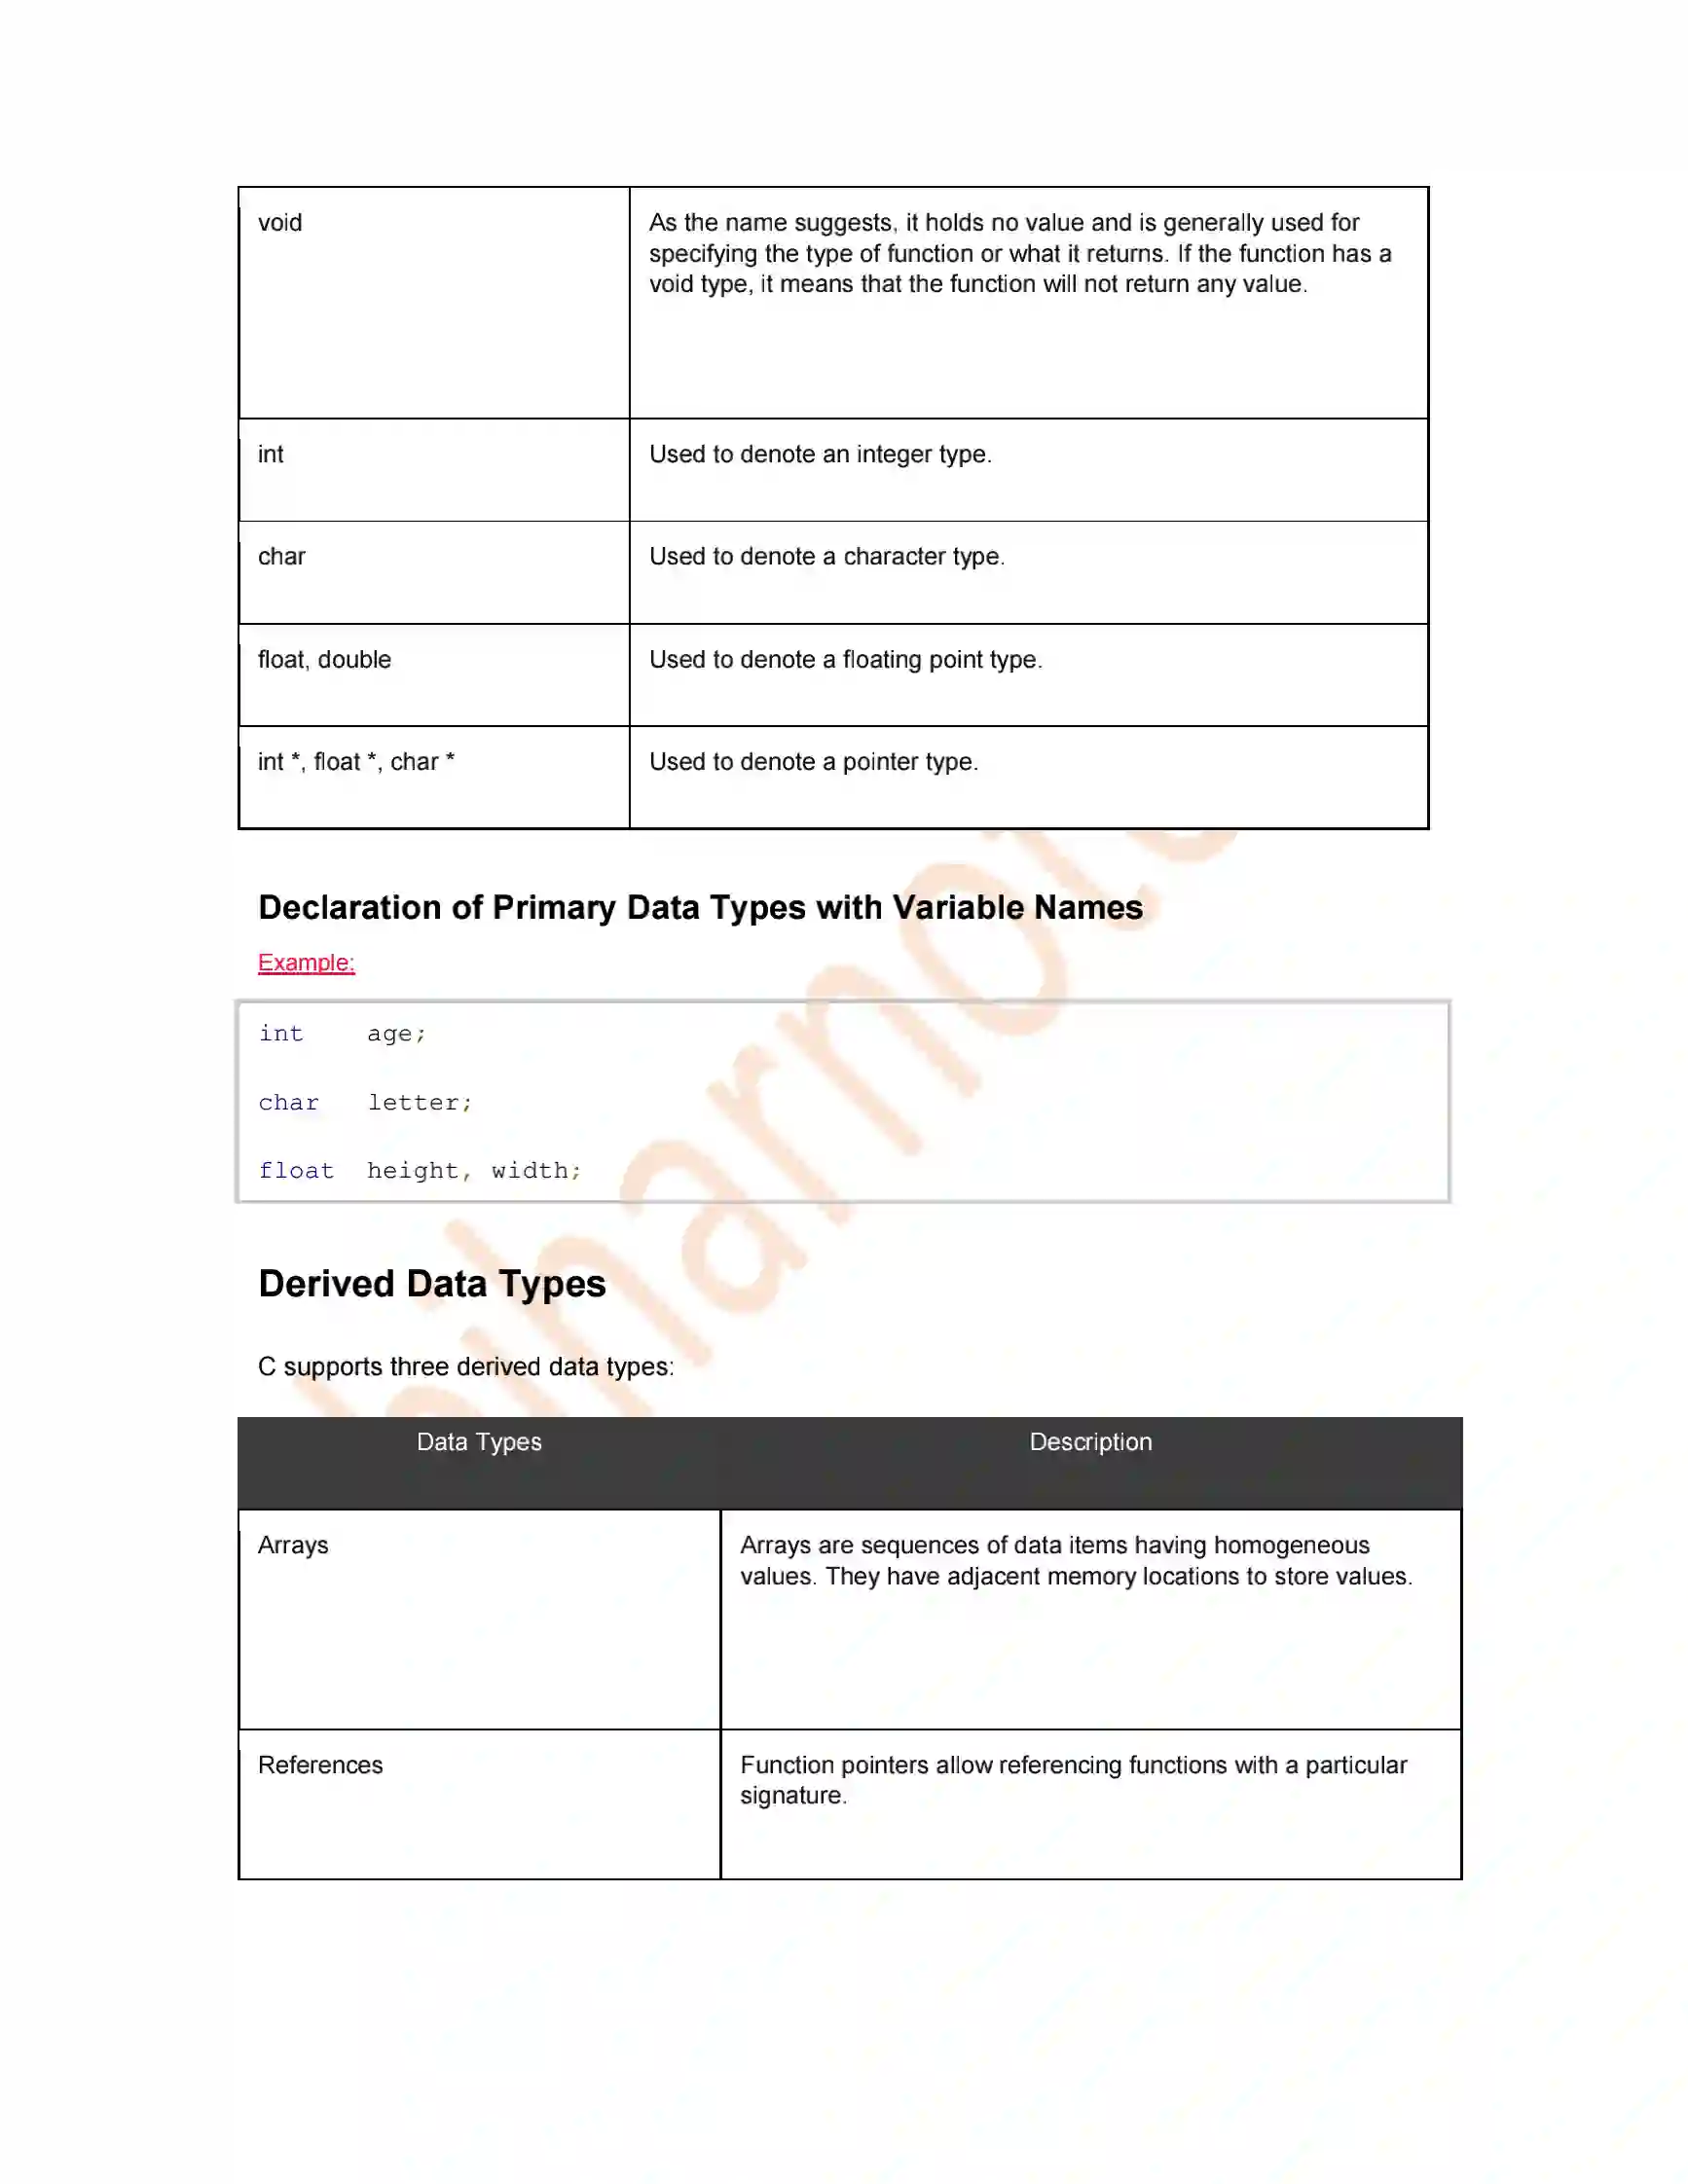 void
As the name suggests, it holds no value and is generally used for
specifying the type of function or what it returns. If the function has a
void type, it means that the function will not return any value.
int
Used to denote an integer type.
char
Used to denote a character type.
float, double
Used to denote a floating point type.
int *, float *, char *
Used to denote a pointer type.
Declaration of Primary Data Types with Variable Names
Example:
int age;
char letter;
float height, width;
Derived Data Types
C supports three derived data types:
Data Types
Description
Arrays
Arrays are sequences of data items having homogeneous
values. They have adjacent memory locations to store values.
References
Function pointers allow referencing functions with a particular
signature.